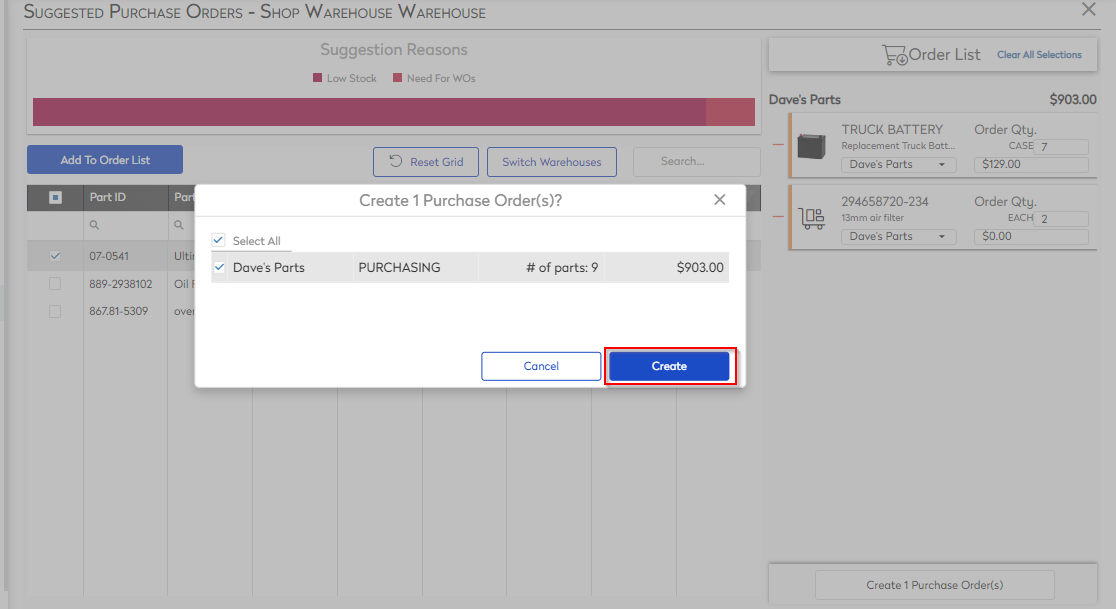 Suggested Purchase Orders - Shop Warehouse Warehouse
Suggestion Reasons
Low Stock
Need For WOs
Add To Order List
Reset Grid
Switch Warehouses
Search...
Part ID
07-0541
889-2938102
Oil
867.81-5309
Create 1 Purchase Order(s)?
Select All
Dave's Parts PURCHASING # of parts: 9 $903.00
Cancel
Create
Order List
Clear All Selections
Dave's Parts $903.00
TRUCK BATTERY Order Qty.
Replacement Truck Batt... CASE 7
Dave's Parts $129.00
294658720-234 Order Qty.
13mm air filter EACH 2
Dave's Parts $0.00
Create 1 Purchase Order(s)